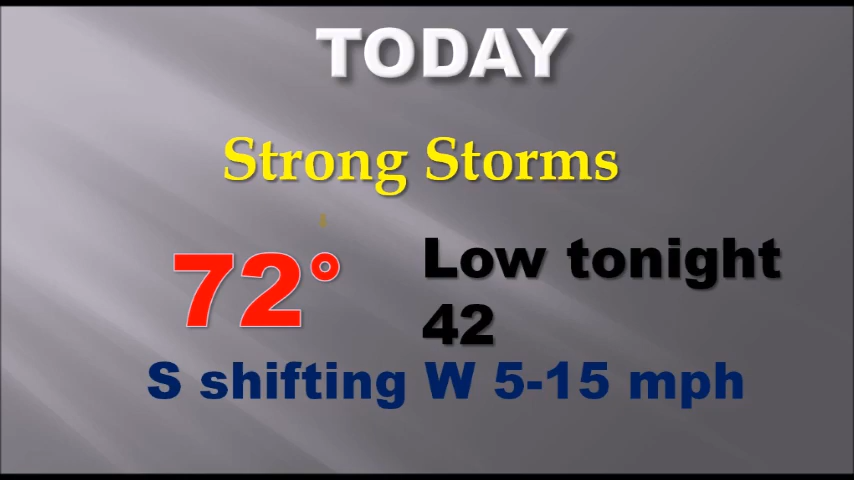 TODAY
Strong Storms
72°
Low tonight
42
S shifting W 5-15 mph